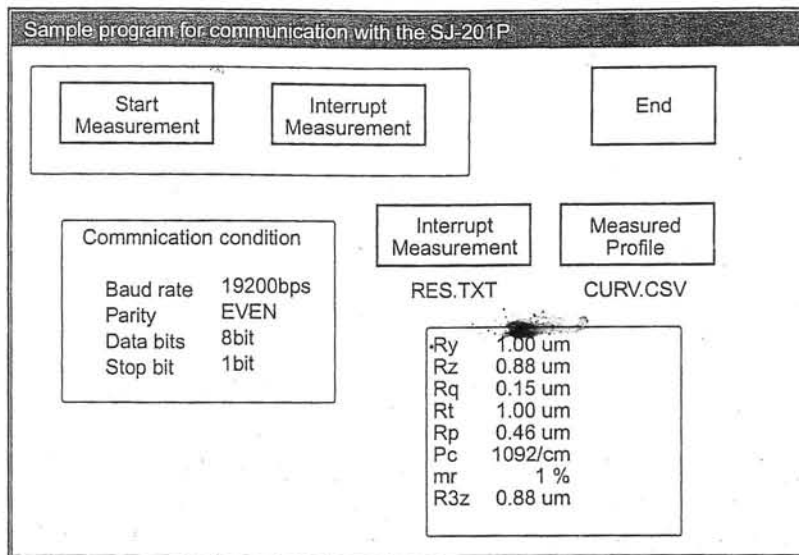 Sample program for communication with the SJ-201P
Start
Measurement
Interrupt
Measurement
End
Interrupt
Measurement
Measured
Profile
RES.TXT
CURV.CSV
Commnication condition
Baud rate 19200bps
Parity EVEN
Data bits 8bit
Stop bit 1bit
Ry 1.00 um
Rz 0.88 um
Rq 0.15 um
Rt 1.00 um
Rp 0.46 um
Pc 1092/cm
mr 1 %
R3z 0.88 um